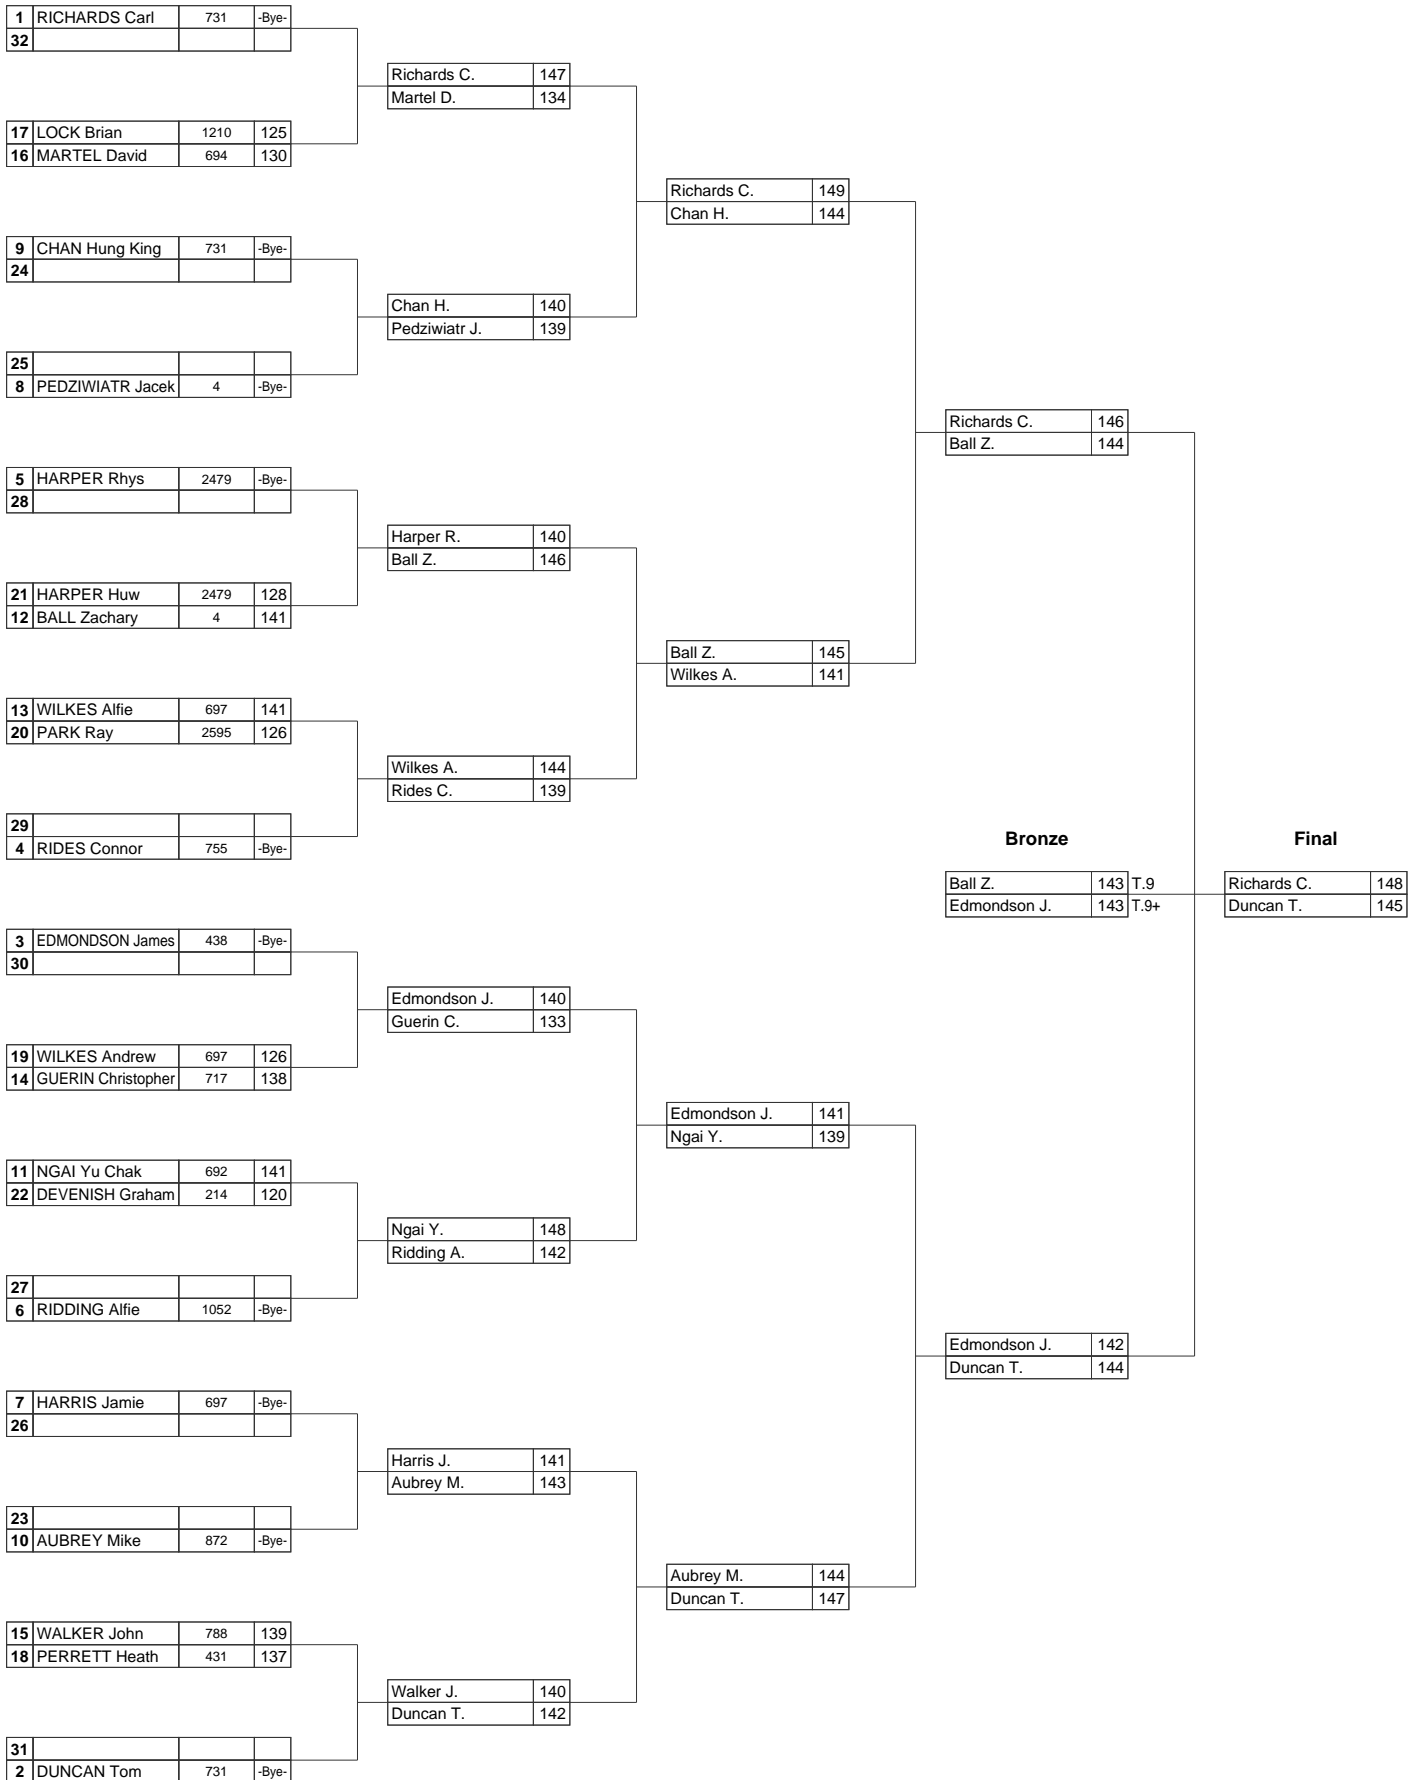 1 RICHARDS Carl 731 -Bye-
32
Richards C. 147
Martel D. 134
17 LOCK Brian 1210 125
16 MARTEL David 694 130
Richards C. 149
Chan H. 144
9 CHAN Hung King 731 -Bye-
24
Chan H. 140
Pedziwiatr J. 139
25
8 PEDZIWIATR Jacek 4 -Bye-
Richards C. 146
Ball Z. 144
5 HARPER Rhys 2479 -Bye-
28
Harper R. 140
Ball Z. 146
21 HARPER Huw 2479 128
12 BALL Zachary 4 141
Ball Z. 145
Wilkes A. 141
13 WILKES Alfie 697 141
20 PARK Ray 2595 126
Wilkes A. 144
Rides C. 139
29
4 RIDES Connor 755 -Bye-
Bronze Final
Ball Z. 143 T.9 Richards C. 148
Edmondson J. 143 T.9+ Duncan T. 145
3 EDMONDSON James 438 -Bye-
30
Edmondson J. 140
Guerin C. 133
19 WILKES Andrew 697 126
14 GUERIN Christopher 717 138
Edmondson J. 141
Ngai Y. 139
11 NGAI Yu Chak 692 141
22 DEVENISH Graham 214 120
Ngai Y. 148
Ridding A. 142
27
6 RIDDING Alfie 1052 -Bye-
Edmondson J. 142
Duncan T. 144
7 HARRIS Jamie 697 -Bye-
26
Harris J. 141
Aubrey M. 143
23
10 AUBREY Mike 872 -Bye-
Aubrey M. 144
Duncan T. 147
15 WALKER John 788 139
18 PERRETT Heath 431 137
Walker J. 140
Duncan T. 142
31
2 DUNCAN Tom 731 -Bye-